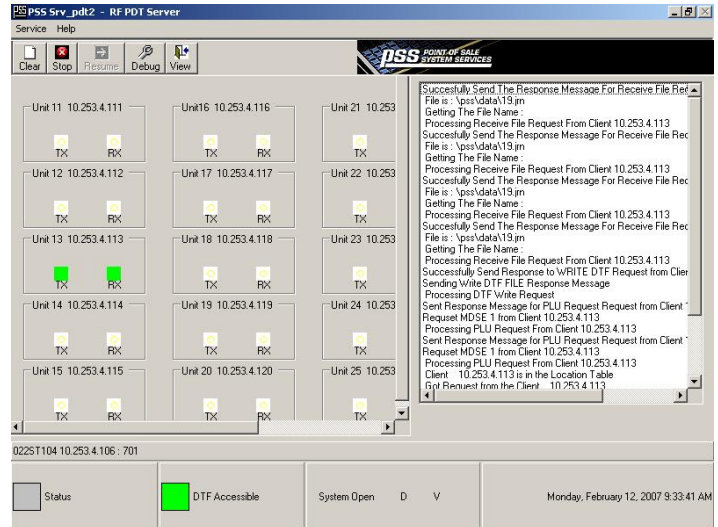 PSS Srv_pdt2 - RF PDT Server
Service Help
Clear Stop Resume Debug View
PSS POINT-OF SALE
SYSTEM SERVICES
Unit 11 10.253.4.111
TX RX
Unit 12 10.253.4.112
TX RX
Unit 13 10.253.4.113
TX RX
Unit 14 10.253.4.114
TX RX
Unit 15 10.253.4.115
TX RX
Unit16 10.253.4.116
TX RX
Unit 17 10.253.4.117
TX RX
Unit 18 10.253.4.118
TX RX
Unit 19 10.253.4.119
TX RX
Unit 20 10.253.4.120
TX RX
Unit 21 10.253
TX
Unit 22 10.253
TX
Unit 23 10.253
TX
Unit 24 10.253
TX
Unit 25 10.253
TX
Succesfully Send The Response Message For Receive File
File is : \pss\data\19.jrn
Getting The File Name :
Processing Receive File Request From Client 10.253.4.113
Succesfully Send The Response Message For Receive File Rec
File is : \pss\data\19.jrn
Getting The File Name :
Processing Receive File Request From Client 10.253.4.113
Succesfully Send The Response Message For Receive File Rec
File is : \pss\data\19.jrn
Getting The File Name :
Processing Receive File Request From Client 10.253.4.113
Succesfully Send The Response Message For Receive File Rec
File is : \pss\data\19.jrn
Getting The File Name :
Processing Receive File Request From Client 10.253.4.113
Successfully Send Response to WRITE DTF Request from Clier
Sending Write DTF FILE Response Message
Processing DTF Write Request
Sent Response Message for PLU Request Request from Client
Requset MDSE 1 from Client 10.253.4.113
Processing PLU Request From Client 10.253.4.113
Sent Response Message for PLU Request Request from Client
Requset MDSE 1 from Client 10.253.4.113
Processing PLU Request From Client 10.253.4.113
Client 10.253.4.113 is in the Location Table
Got Request from the Client 10.253.4.113
022ST104 10.253.4.106 : 701
Status
DTF Accessible
System Open D V
Monday, February 12, 2007 9:33:41 AM